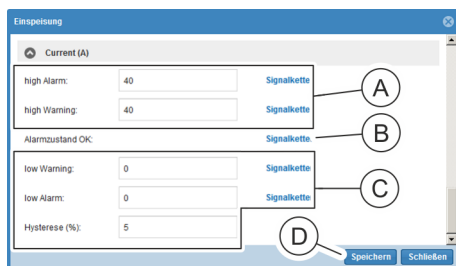 Einspeisung
Current (A)
high Alarm: 40 Signalkette
A
high Warning: 40 Signalkette
Alarmzustand OK: Signalkette.
B
low Warning: 0 Signalkette
C
low Alarm: 0 Signalkette
Hysterese (%): 5
D
Speichern Schließen